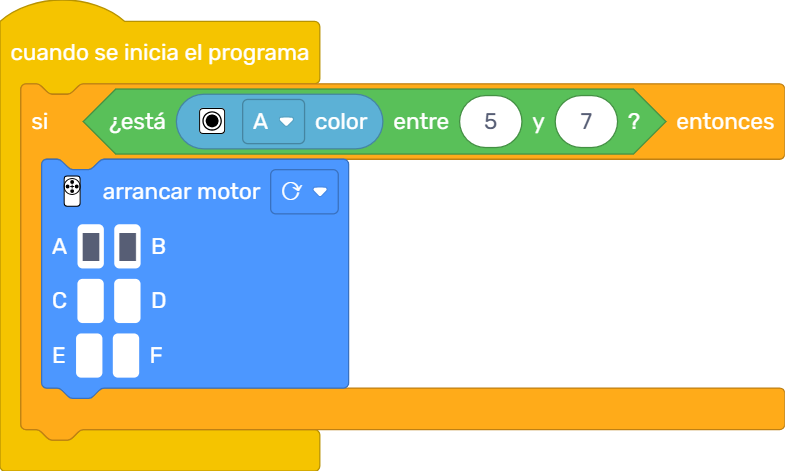 cuando se inicia el programa
si ¿está A color entre 5 y 7 ? entonces
arrancar motor
A B
C D
E F